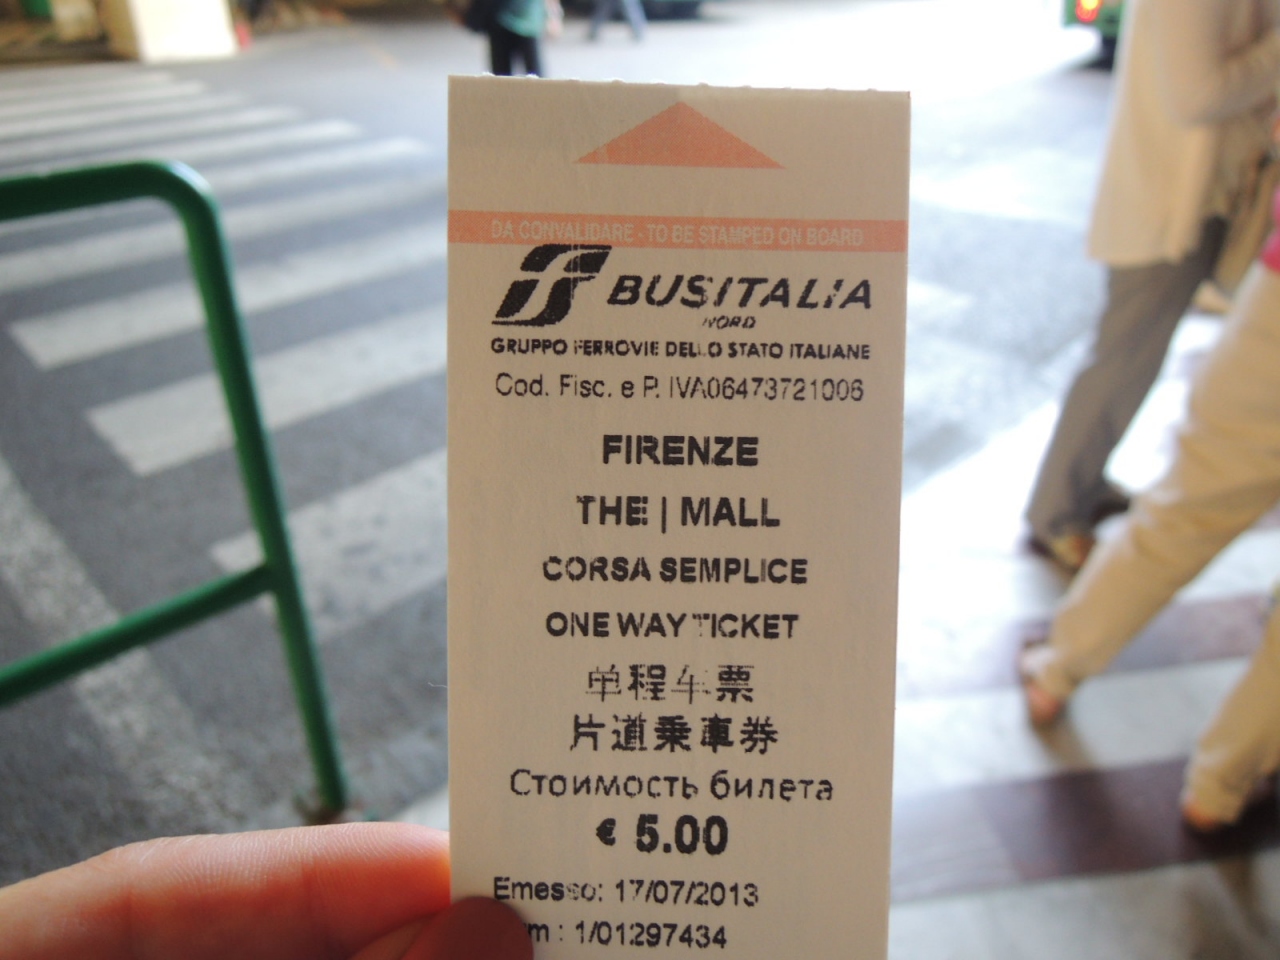 DA CONVALIDARE - TO BE STAMPED ON BOARD
BUSITALIA
NORD
GRUPPO FERROVIE DELLO STATO ITALIANE
Cod. Fisc. e P. IVA06473721006
FIRENZE
THE | MALL
CORSA SEMPLICE
ONE WAY TICKET
单程车票
片道乗車券
Стоимость билета
€ 5.00
Emesso: 17/07/2013
: 1/01297434